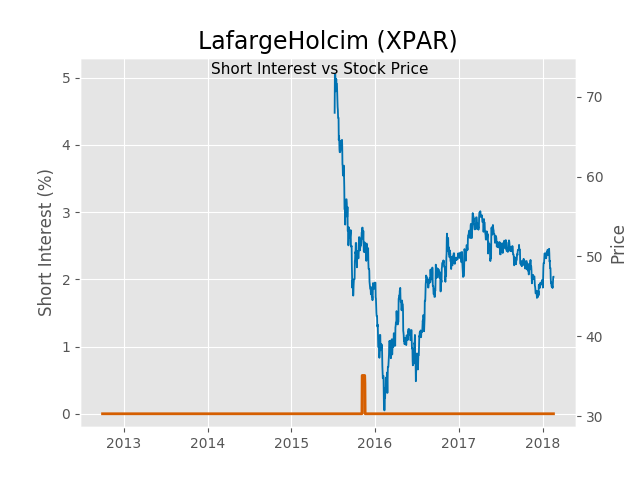 LafargeHolcim (XPAR)
Short Interest vs Stock Price
5
4
3
2
1
0
Short Interest (%)
70
60
50
40
30
Price
2013 2014 2015 2016 2017 2018